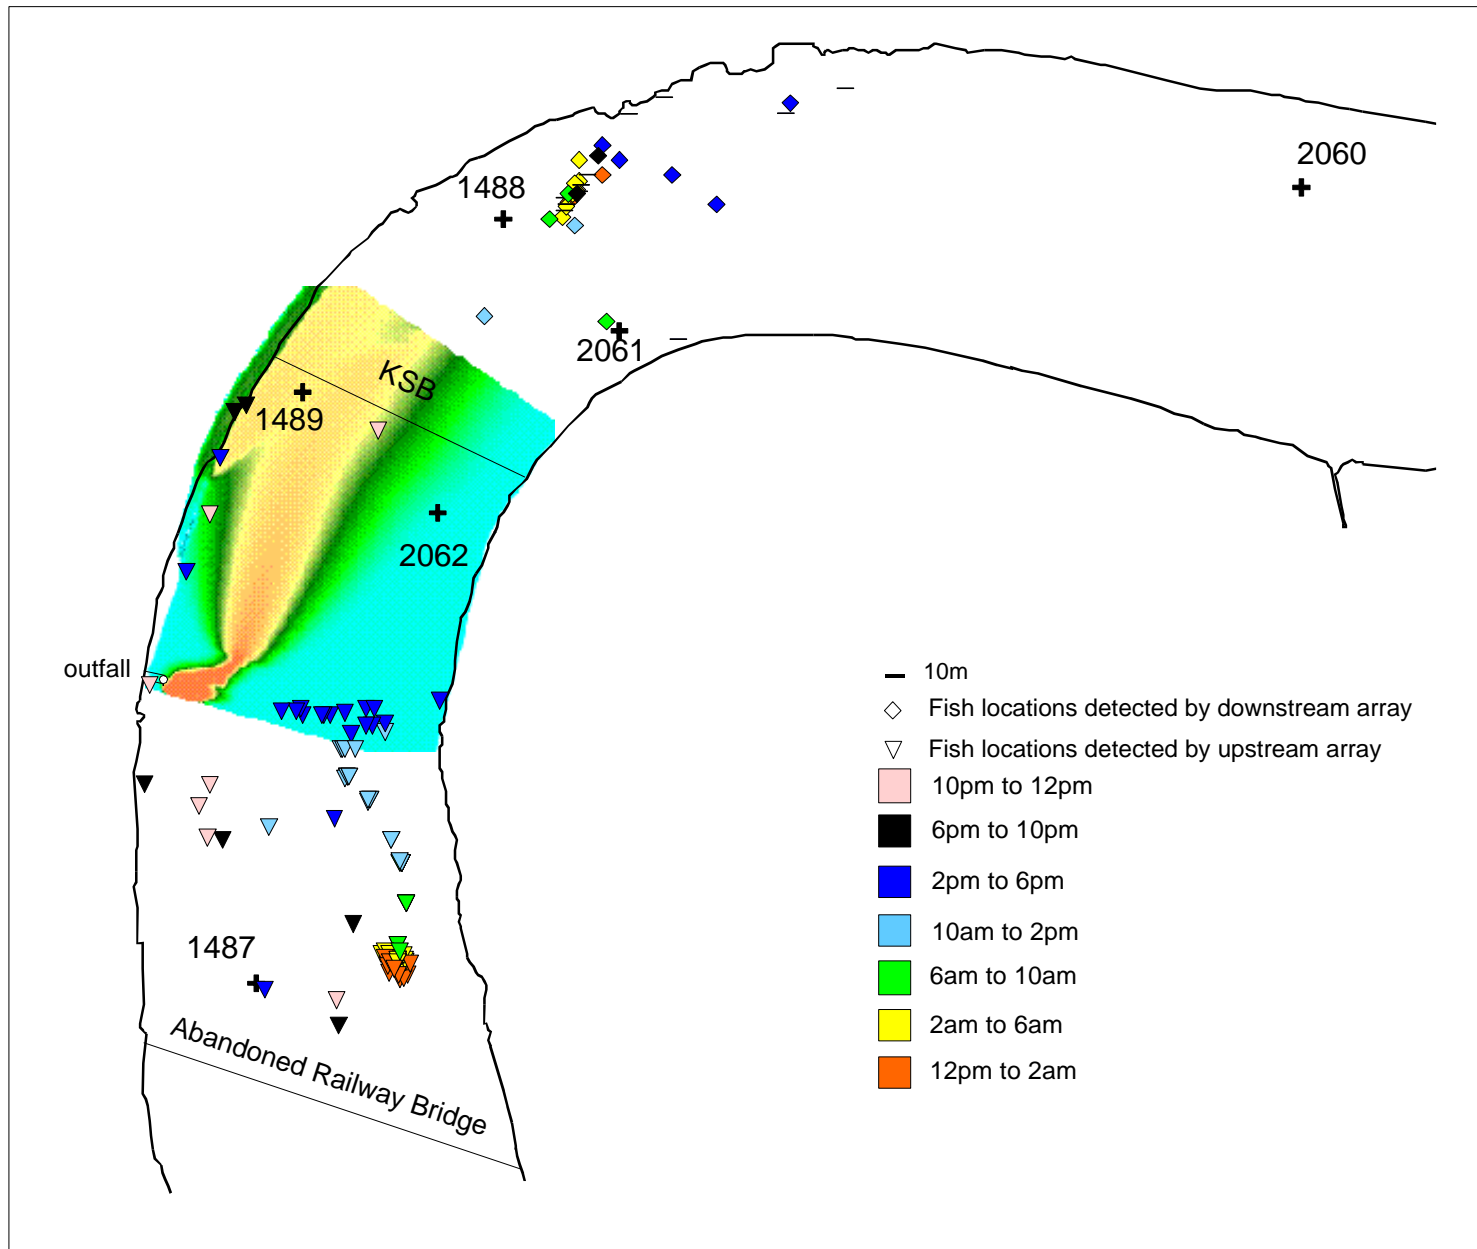 2060
1488
2061
KSB
1489
2062
outfall
10m
Fish locations detected by downstream array
Fish locations detected by upstream array
10pm to 12pm
6pm to 10pm
2pm to 6pm
10am to 2pm
6am to 10am
2am to 6am
12pm to 2am
1487
Abandoned Railway Bridge